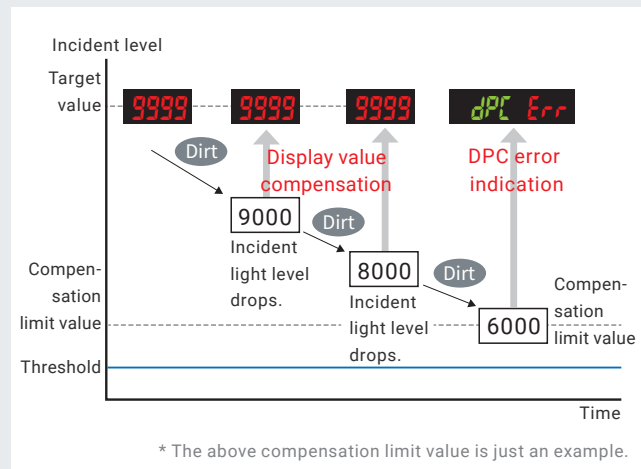 Incident level
Target
value
9999
9999
9999
dPC Err
Dirt
Display value
compensation
DPC error
indication
9000
Dirt
Incident
light level
drops.
8000
Dirt
Incident
light level
drops.
Compen-
sation
limit value
6000
Compen-
sation
limit value
Threshold
Time
* The above compensation limit value is just an example.